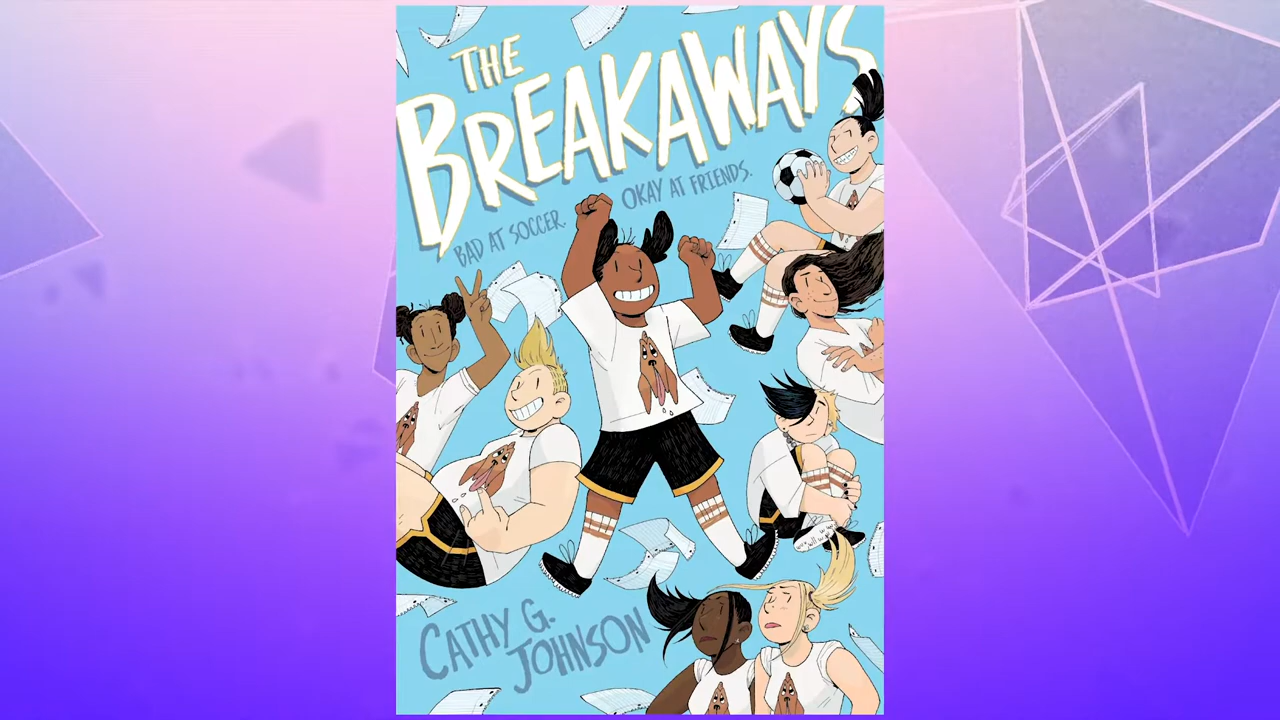 THE
BREAKAWAYS
BAD AT SOCCER.
OKAY AT FRIENDS.
CATHY G.
JOHNSON